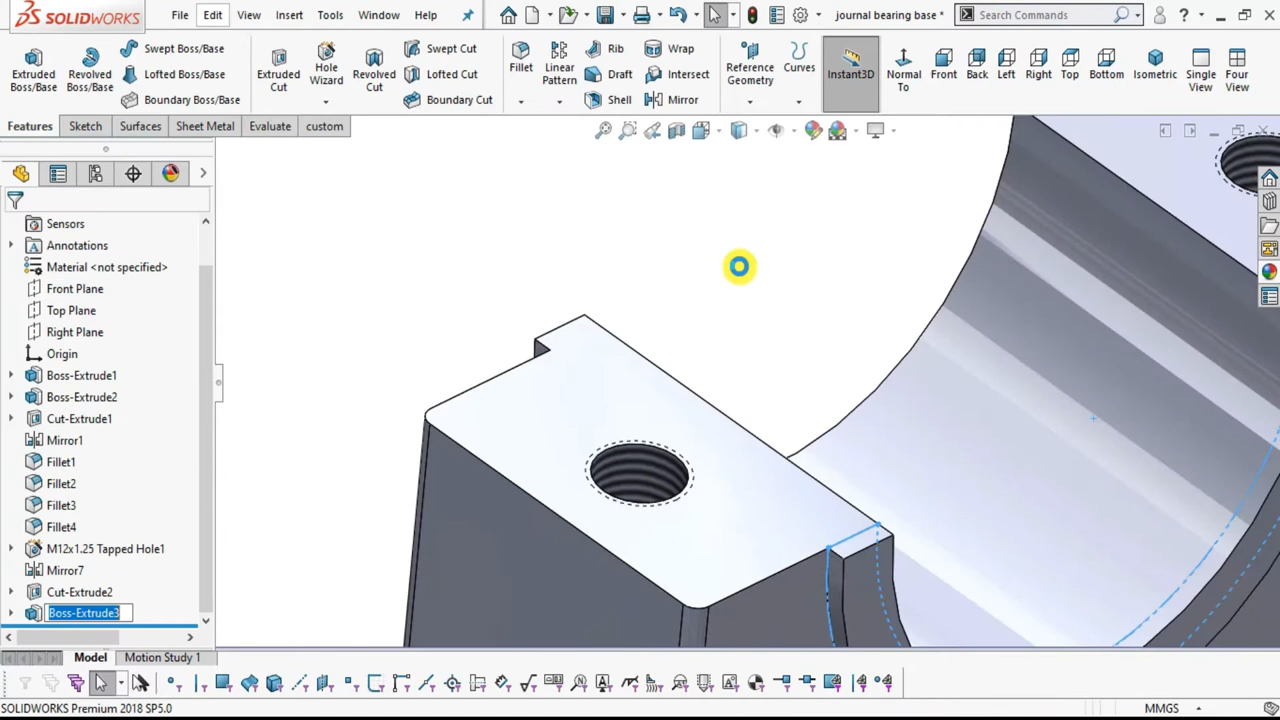 SOLIDWORKS File Edit View Insert Tools Window Help journal bearing base * Search Commands ?
Extruded Boss/Base Revolved Boss/Base Swept Boss/Base Lofted Boss/Base Boundary Boss/Base Extruded Cut Hole Wizard Revolved Cut Swept Cut Lofted Cut Boundary Cut Fillet Linear Pattern Rib Draft Shell Wrap Intersect Mirror Reference Geometry Curves Instant3D Normal To Front Back Left Right Top Bottom Isometric Single View Four View
Features Sketch Surfaces Sheet Metal Evaluate custom
Sensors
Annotations
Material <not specified>
Front Plane
Top Plane
Right Plane
Origin
Boss-Extrude1
Boss-Extrude2
Cut-Extrude1
Mirror1
Fillet1
Fillet2
Fillet3
Fillet4
M12x1.25 Tapped Hole1
Mirror7
Cut-Extrude2
Boss-Extrude3
Model Motion Study 1
SOLIDWORKS Premium 2018 SP5.0 MMGS